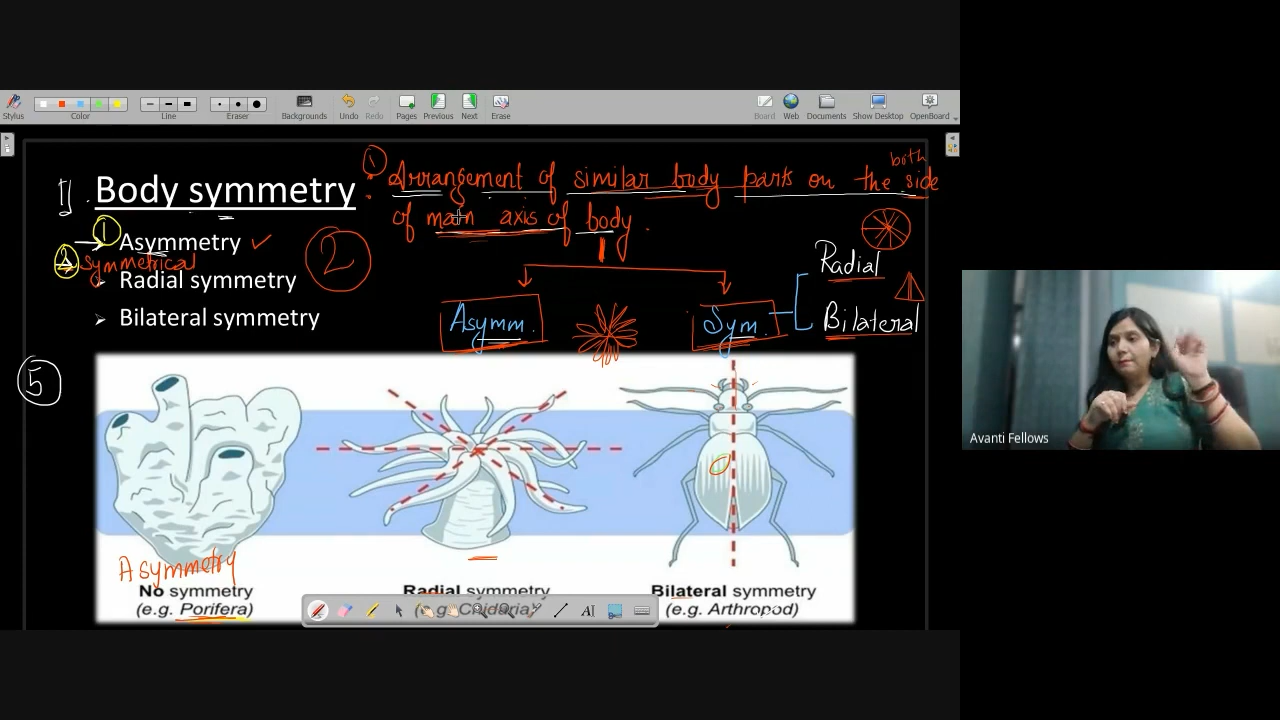 Stylus
Color
Line
Eraser
Backgrounds
Undo
Redo
Pages
Previous
Next
Erase
Board
Web
Documents
Show Desktop
OpenBoard
1
both
Arrangement of similar body parts on the side
of main axis of body.
II. Body symmetry
1
Asymmetry
2
Symmetrical
Radial symmetry
Bilateral symmetry
2
Asymm.
Sym.
Radial
Bilateral
5
Asymmetry
No symmetry
(e.g. Porifera)
Radial symmetry
(e.g. Cnidaria)
Bilateral symmetry
(e.g. Arthropod)
Avanti Fellows